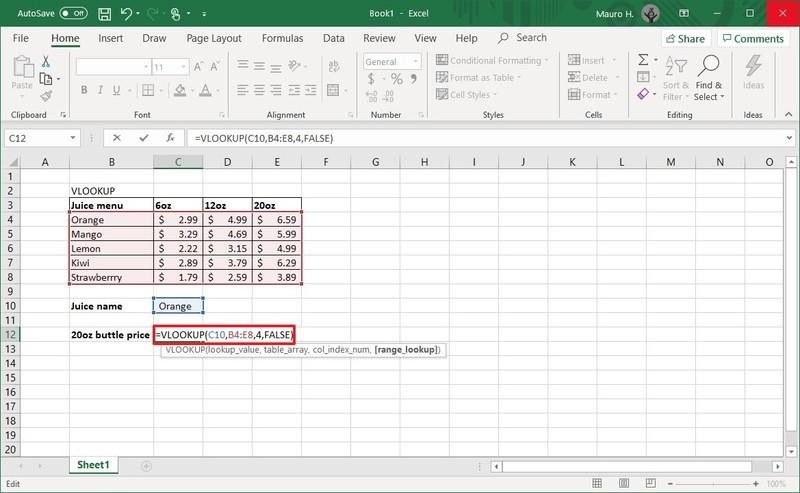 AutoSave Off Book1 - Excel Mauro H.
File Home Insert Draw Page Layout Formulas Data Review View Help Search Share Comments
Paste
Clipboard
11 A A
B I U A
Font
Alignment
General
$ % ,
Number
Conditional Formatting
Format as Table
Cell Styles
Styles
Insert
Delete
Format
Cells
Sort & Filter
Find & Select
Editing
Ideas
Ideas
C12 fx =VLOOKUP(C10,B4:E8,4,FALSE)
A B C D E F G H I J K L M N O
1
2 VLOOKUP
3 Juice menu 6oz 12oz 20oz
4 Orange $ 2.99 $ 4.99 $ 6.59
5 Mango $ 3.29 $ 4.69 $ 5.99
6 Lemon $ 2.22 $ 3.15 $ 4.99
7 Kiwi $ 2.89 $ 3.79 $ 6.29
8 Strawberrry $ 1.79 $ 2.59 $ 3.89
9
10 Juice name Orange
11
12 20oz buttle price =VLOOKUP(C10,B4:E8,4,FALSE)
13 VLOOKUP(lookup_value, table_array, col_index_num, [range_lookup])
14
15
16
17
18
19
20
Sheet1
Edit 100%